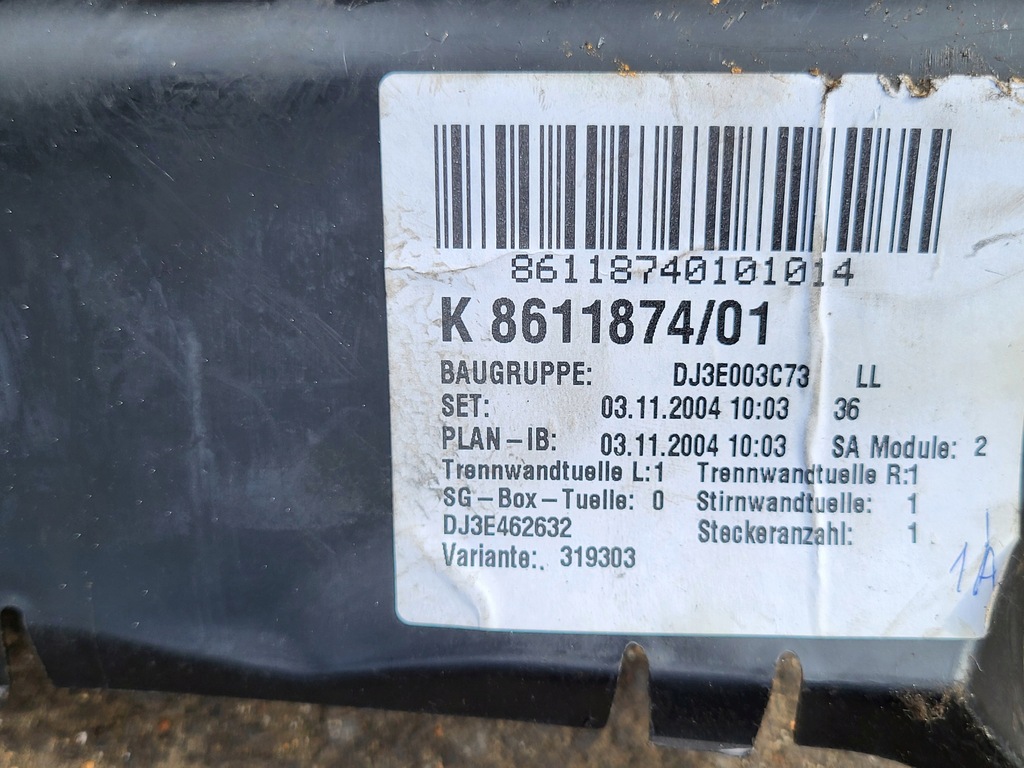 86118740101014
K 8611874/01
BAUGRUPPE: DJ3E003C73 LL
SET: 03.11.2004 10:03 36
PLAN-IB: 03.11.2004 10:03 SA Module: 2
Trennwandtuelle L:1 Trennwandtuelle R:1
SG-Box-Tuelle: 0 Stirnwandtuelle: 1
DJ3E462632 Steckeranzahl: 1
Variante:. 319303